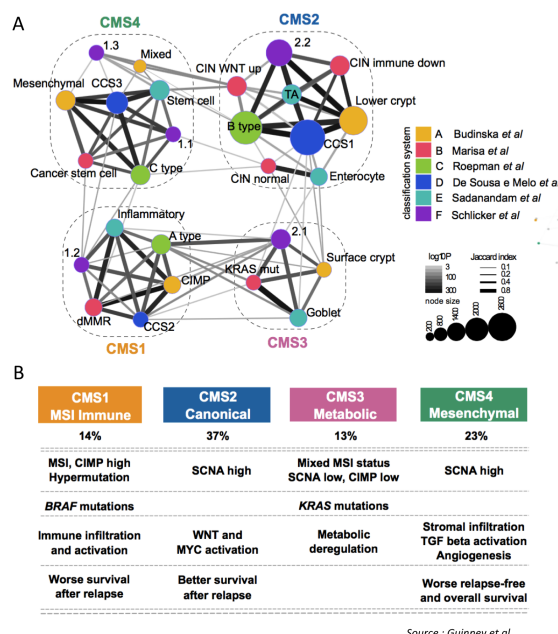 A
CMS4
CMS2
1.3
Mixed
2.2
CIN WNT up
CIN immune down
Mesenchymal
CCS3
Stem cell
TA
Lower crypt
B type
1.1
CCS1
Cancer stem cell
C type
CIN normal
Enterocyte
Inflammatory
A type
2.1
1.2
CIMP
KRAS mut
Surface crypt
dMMR
CCS2
Goblet
CMS1
CMS3
classification system
A Budinska et al
B Marisa et al
C Roepman et al
D De Sousa e Melo et al
E Sadanandam et al
F Schlicker et al
log10P
100
300
Jaccard index
0.1
0.2
0.4
0.8
node size
200
800
1400
2000
2600
B
CMS1
MSI Immune
CMS2
Canonical
CMS3
Metabolic
CMS4
Mesenchymal
14%
37%
13%
23%
MSI, CIMP high
Hypermutation
SCNA high
Mixed MSI status
SCNA low, CIMP low
SCNA high
BRAF mutations
KRAS mutations
Immune infiltration
and activation
WNT and
MYC activation
Metabolic
deregulation
Stromal infiltration
TGF beta activation
Angiogenesis
Worse survival
after relapse
Better survival
after relapse
Worse relapse-free
and overall survival
Source : Guinney et al